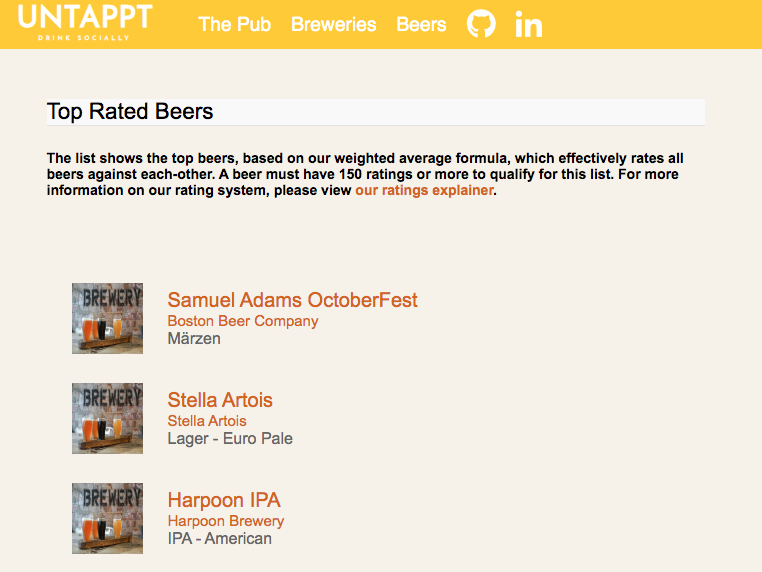 UNTAPPT
DRINK SOCIALLY
The Pub Breweries Beers in
Top Rated Beers
The list shows the top beers, based on our weighted average formula, which effectively rates all
beers against each-other. A beer must have 150 ratings or more to qualify for this list. For more
information on our rating system, please view our ratings explainer.
BREWERY
Samuel Adams OctoberFest
Boston Beer Company
Märzen
BREWERY
Stella Artois
Stella Artois
Lager - Euro Pale
BREWERY
Harpoon IPA
Harpoon Brewery
IPA - American